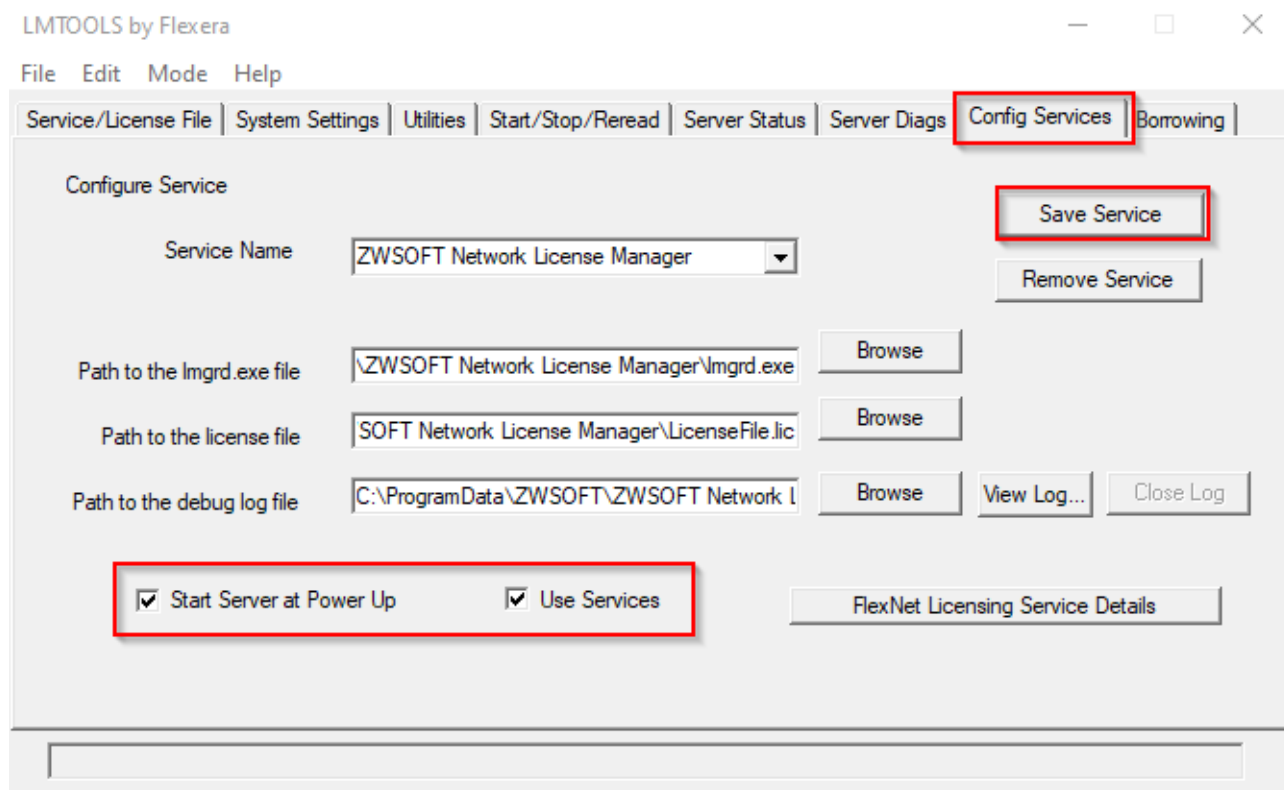 LMTOOLS by Flexera
File Edit Mode Help
Service/License File System Settings Utilities Start/Stop/Reread Server Status Server Diags Config Services Borrowing
Configure Service
Save Service
Service Name ZWSOFT Network License Manager
Remove Service
Path to the lmgrd.exe file \ZWSOFT Network License Manager\lmgrd.exe Browse
Path to the license file SOFT Network License Manager\LicenseFile.lic Browse
Path to the debug log file C:\ProgramData\ZWSOFT\ZWSOFT Network L Browse View Log... Close Log
Start Server at Power Up Use Services FlexNet Licensing Service Details